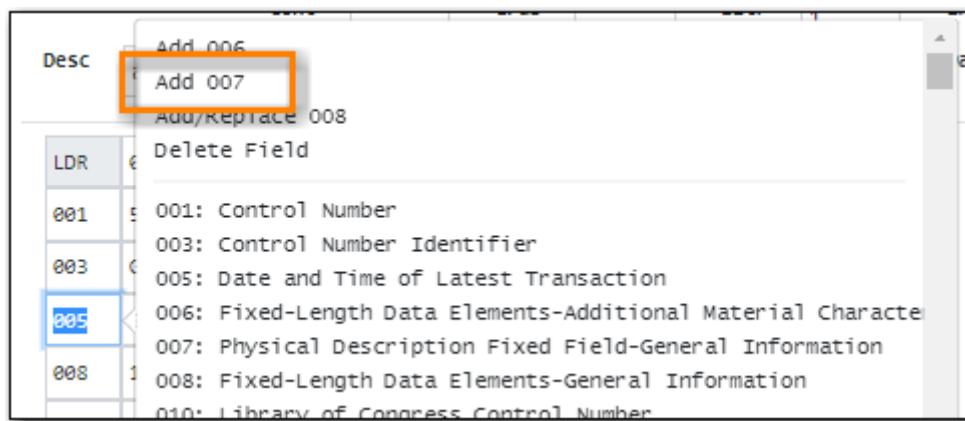 Add 006
Desc
Add 007
Add/Replace 008
Delete Field
LDR
001: Control Number
001
003: Control Number Identifier
003
005: Date and Time of Latest Transaction
005
006: Fixed-Length Data Elements-Additional Material Character
007: Physical Description Fixed Field-General Information
008
008: Fixed-Length Data Elements-General Information
010: Library of Congress Control Number